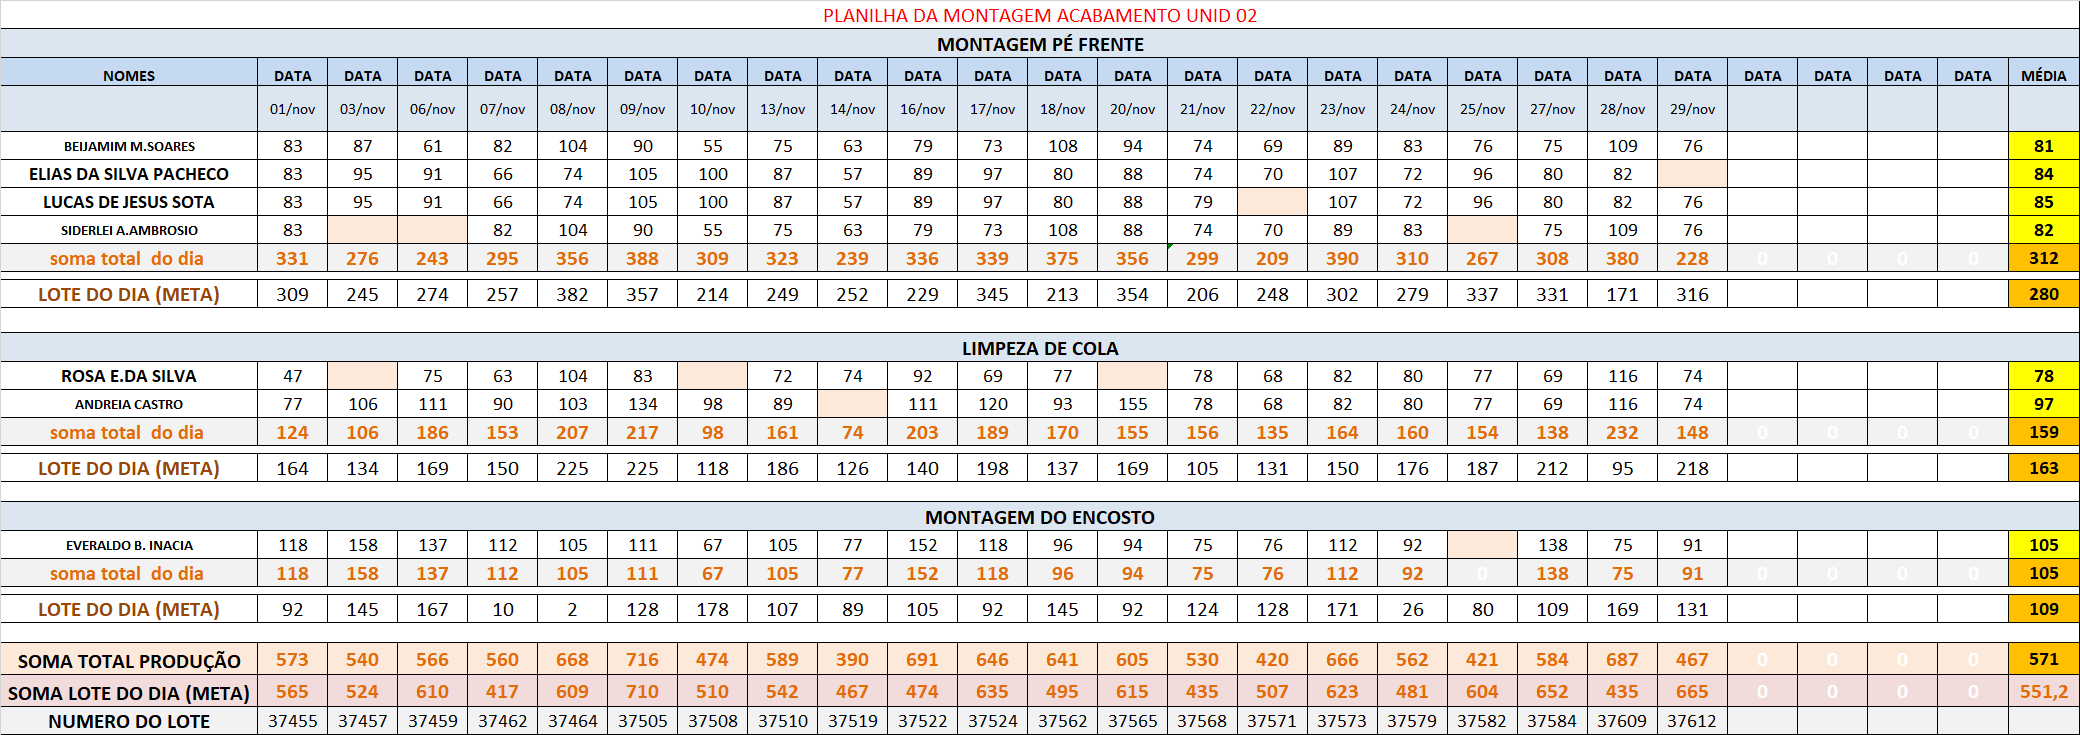 PLANILHA DA MONTAGEM ACABAMENTO UNID 02
MONTAGEM PÉ FRENTE
NOMES DATA DATA DATA DATA DATA DATA DATA DATA DATA DATA DATA DATA DATA DATA DATA DATA DATA DATA DATA DATA DATA DATA DATA DATA DATA MÉDIA
01/nov 03/nov 06/nov 07/nov 08/nov 09/nov 10/nov 13/nov 14/nov 16/nov 17/nov 18/nov 20/nov 21/nov 22/nov 23/nov 24/nov 25/nov 27/nov 28/nov 29/nov
BEIJAMIM M.SOARES 83 87 61 82 104 90 55 75 63 79 73 108 94 74 69 89 83 76 75 109 76 81
ELIAS DA SILVA PACHECO 83 95 91 66 74 105 100 87 57 89 97 80 88 74 70 107 72 96 80 82 84
LUCAS DE JESUS SOTA 83 95 91 66 74 105 100 87 57 89 97 80 88 79 107 72 96 80 82 76 85
SIDERLEI A.AMBROSIO 83 82 104 90 55 75 63 79 73 108 88 74 70 89 83 75 109 76 82
soma total do dia 331 276 243 295 356 388 309 323 239 336 339 375 356 299 209 390 310 267 308 380 228 0 0 0 0 312
LOTE DO DIA (META) 309 245 274 257 382 357 214 249 252 229 345 213 354 206 248 302 279 337 331 171 316 280
LIMPEZA DE COLA
ROSA E.DA SILVA 47 75 63 104 83 72 74 92 69 77 78 68 82 80 77 69 116 74 78
ANDREIA CASTRO 77 106 111 90 103 134 98 89 111 120 93 155 78 68 82 80 77 69 116 74 97
soma total do dia 124 106 186 153 207 217 98 161 74 203 189 170 155 156 135 164 160 154 138 232 148 0 0 0 0 159
LOTE DO DIA (META) 164 134 169 150 225 225 118 186 126 140 198 137 169 105 131 150 176 187 212 95 218 163
MONTAGEM DO ENCOSTO
EVERALDO B. INACIA 118 158 137 112 105 111 67 105 77 152 118 96 94 75 76 112 92 138 75 91 105
soma total do dia 118 158 137 112 105 111 67 105 77 152 118 96 94 75 76 112 92 0 138 75 91 0 0 0 0 105
LOTE DO DIA (META) 92 145 167 10 2 128 178 107 89 105 92 145 92 124 128 171 26 80 109 169 131 109
SOMA TOTAL PRODUÇÃO 573 540 566 560 668 716 474 589 390 691 646 641 605 530 420 666 562 421 584 687 467 0 0 0 0 571
SOMA LOTE DO DIA (META) 565 524 610 417 609 710 510 542 467 474 635 495 615 435 507 623 481 604 652 435 665 0 0 0 0 551,2
NUMERO DO LOTE 37455 37457 37459 37462 37464 37505 37508 37510 37519 37522 37524 37562 37565 37568 37571 37573 37579 37582 37584 37609 37612